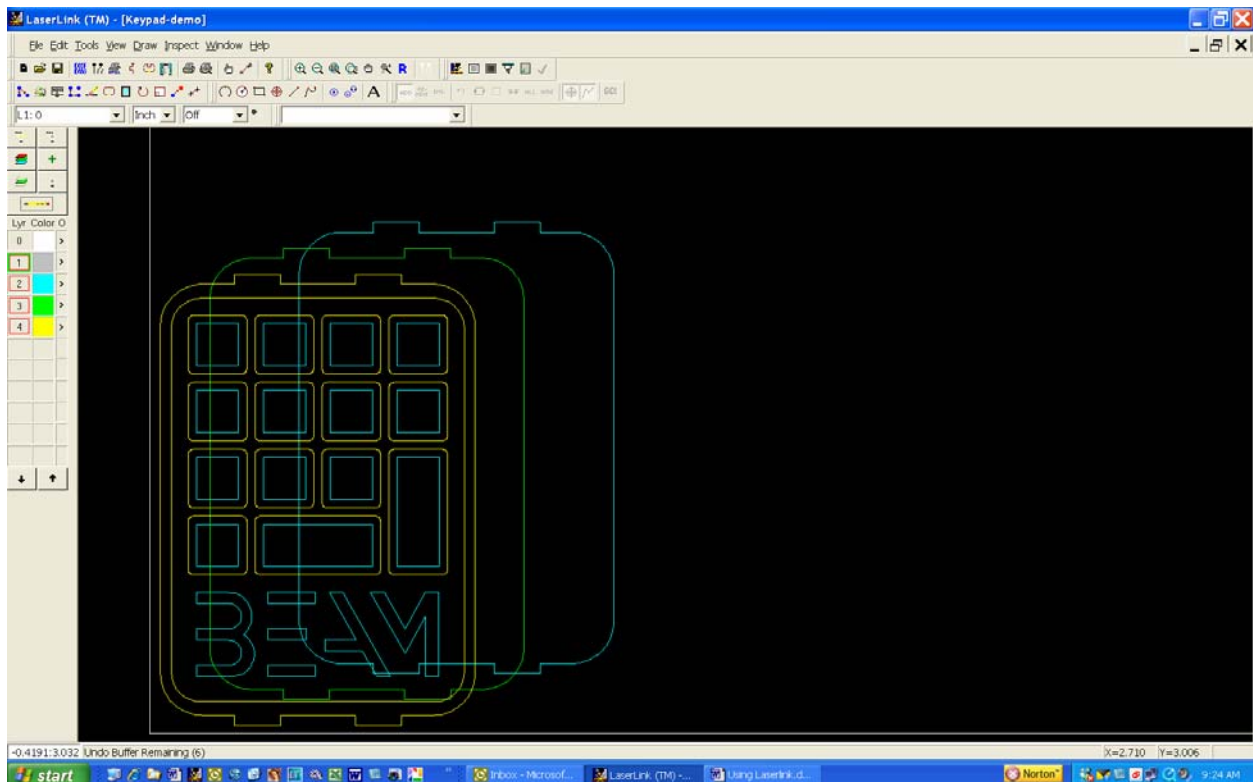 LaserLink (TM) - [Keypad-demo]
File Edit Tools View Draw Inspect Window Help
R
A
L1: 0 Inch Off
Lyr Color O
0
1
2
3
4
BEAM
-0.4191:3.032 Undo Buffer Remaining (6) X=2.710 Y=3.006
start Inbox - Microsof... LaserLink (TM) -... Using Laserlink.d... Norton 9:24 AM